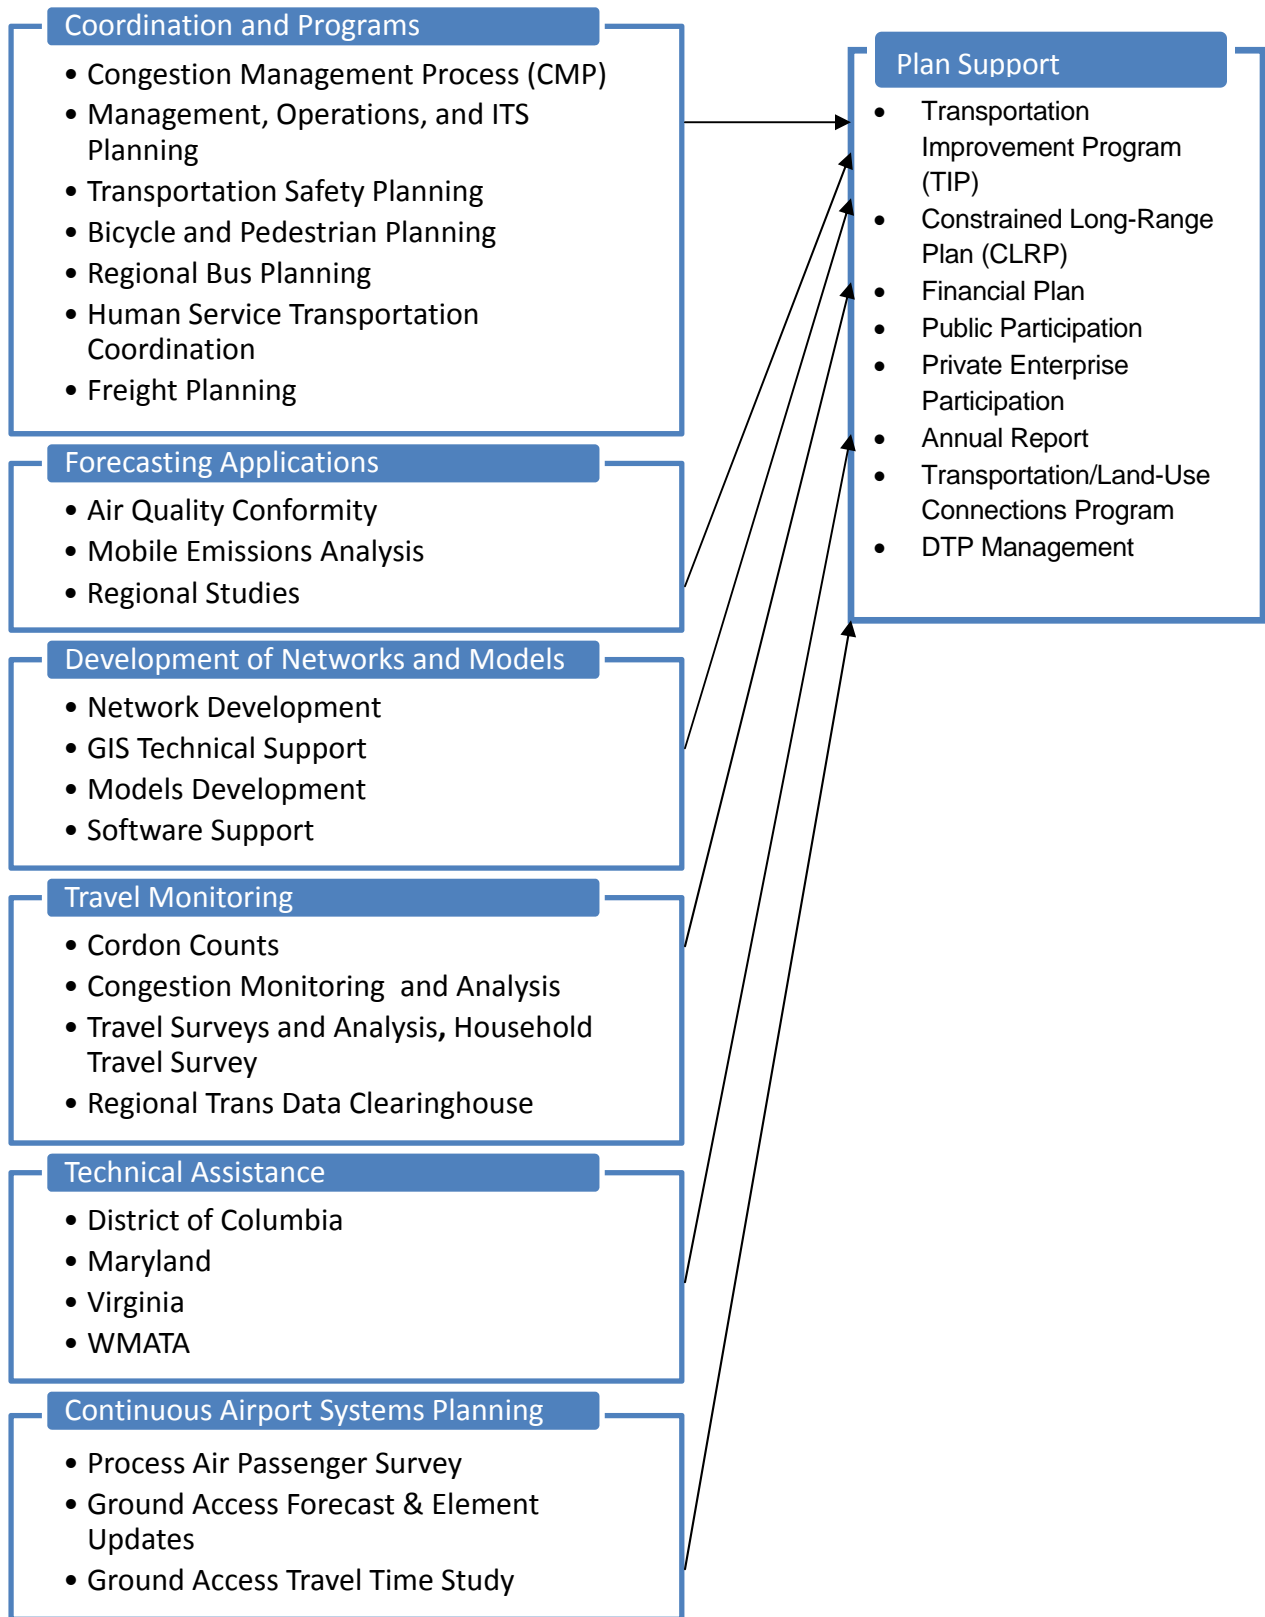 Coordination and Programs
• Congestion Management Process (CMP)
• Management, Operations, and ITS
Planning
• Transportation Safety Planning
• Bicycle and Pedestrian Planning
• Regional Bus Planning
• Human Service Transportation
Coordination
• Freight Planning
Forecasting Applications
• Air Quality Conformity
• Mobile Emissions Analysis
• Regional Studies
Development of Networks and Models
• Network Development
• GIS Technical Support
• Models Development
• Software Support
Travel Monitoring
• Cordon Counts
• Congestion Monitoring  and Analysis
• Travel Surveys and Analysis, Household
Travel Survey
• Regional Trans Data Clearinghouse
Technical Assistance
• District of Columbia
• Maryland
• Virginia
• WMATA
Continuous Airport Systems Planning
• Process Air Passenger Survey
• Ground Access Forecast & Element
Updates
• Ground Access Travel Time Study
Plan Support
• Transportation
Improvement Program
(TIP)
• Constrained Long-Range
Plan (CLRP)
• Financial Plan
• Public Participation
• Private Enterprise
Participation
• Annual Report
• Transportation/Land-Use
Connections Program
• DTP Management